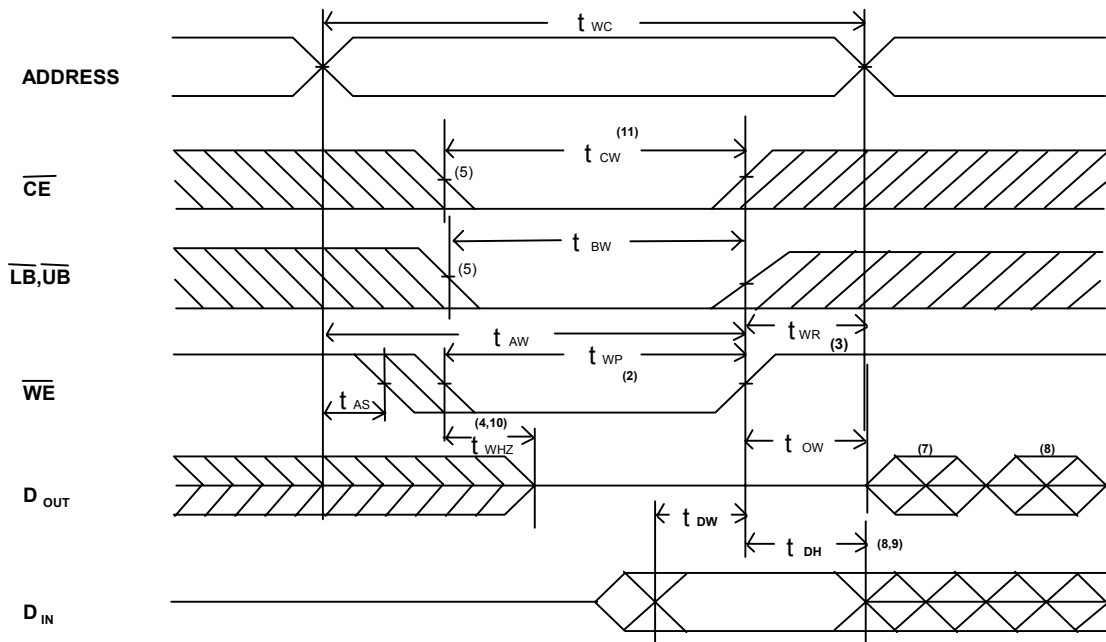 t WC
ADDRESS
(11)
t CW
CE
(5)
t BW
LB,UB
(5)
t AW
t WR
t WP
(3)
(2)
WE
t AS
(4,10)
t WHZ
t OW
(7)
(8)
D OUT
t DW
t DH
(8,9)
D IN